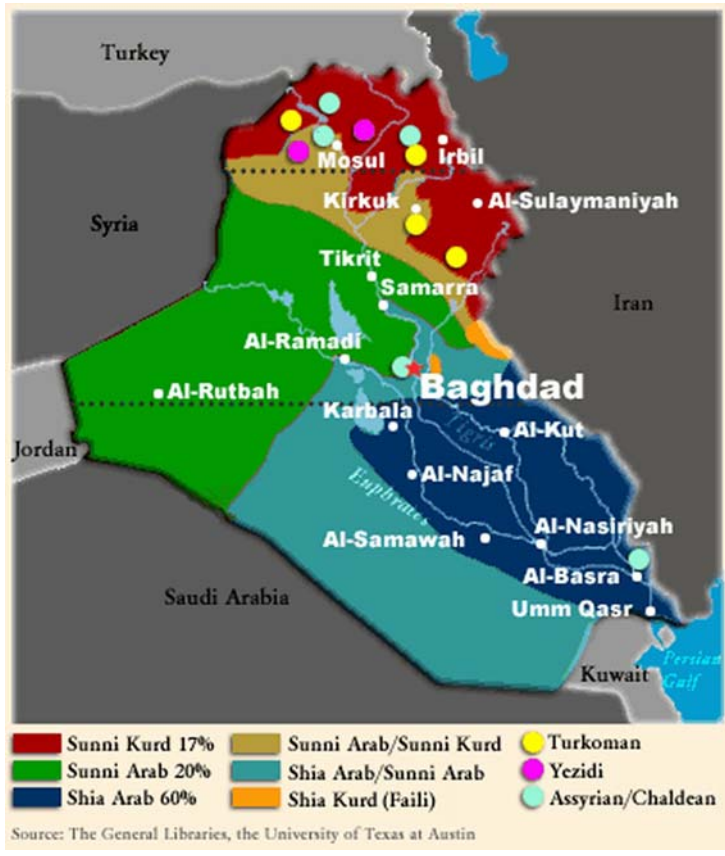 Turkey
Mosul
Irbil
Kirkuk
Al-Sulaymaniyah
Syria
Tikrit
Samarra
Iran
Al-Ramadi
Al-Rutbah
Baghdad
Karbala
Tigris
Al-Kut
Jordan
Al-Najaf
Euphrates
Al-Samawah
Al-Nasiriyah
Al-Basra
Saudi Arabia
Umm Qasr
Kuwait
Persian
Gulf
Sunni Kurd 17%
Sunni Arab/Sunni Kurd
Turkoman
Sunni Arab 20%
Shia Arab/Sunni Arab
Yezidi
Shia Arab 60%
Shia Kurd (Faili)
Assyrian/Chaldean
Source: The General Libraries, the University of Texas at Austin